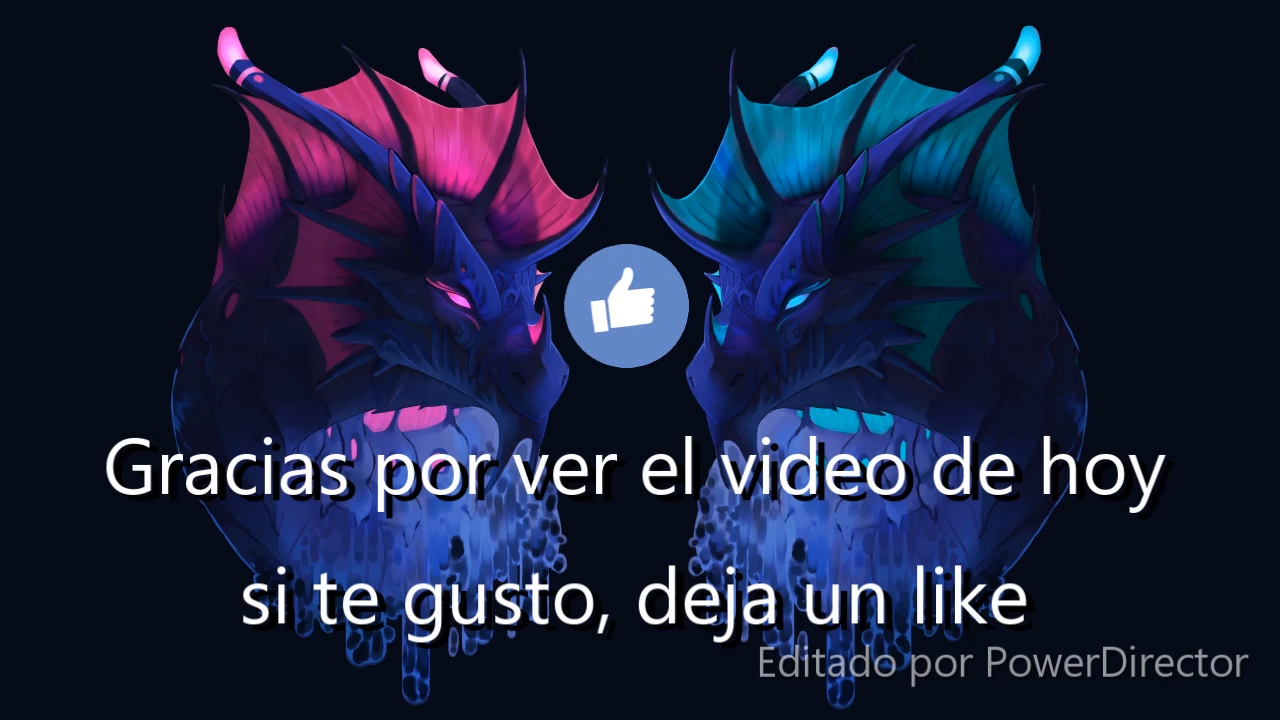 Gracias por ver el video de hoy
si te gusto, deja un like
Editado por PowerDirector